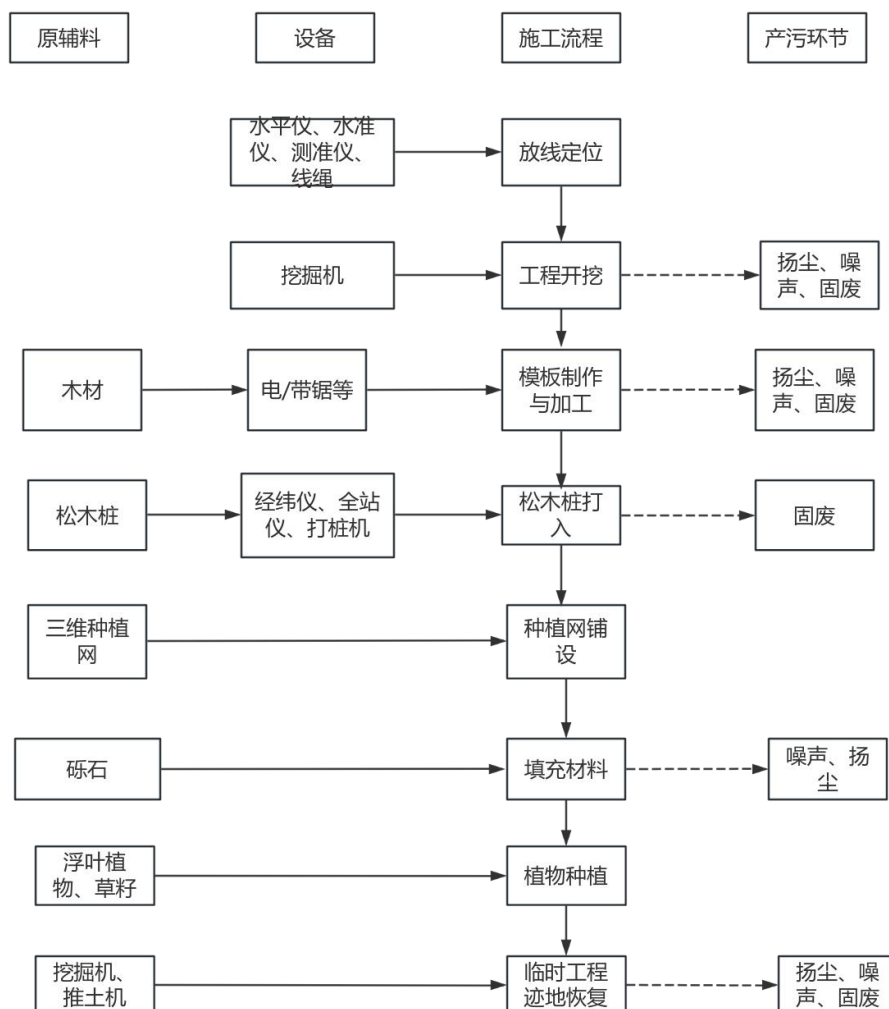 原辅料
设备
施工流程
产污环节
水平仪、水准
仪、测准仪、
线绳
放线定位
挖掘机
工程开挖
扬尘、噪
声、固废
木材
电/带锯等
模板制作
与加工
扬尘、噪
声、固废
松木桩
经纬仪、全站
仪、打桩机
松木桩打
入
固废
三维种植
网
种植网铺
设
砾石
填充材料
噪声、扬
尘
浮叶植
物、草籽
植物种植
挖掘机、
推土机
临时工程
迹地恢复
扬尘、噪
声、固废